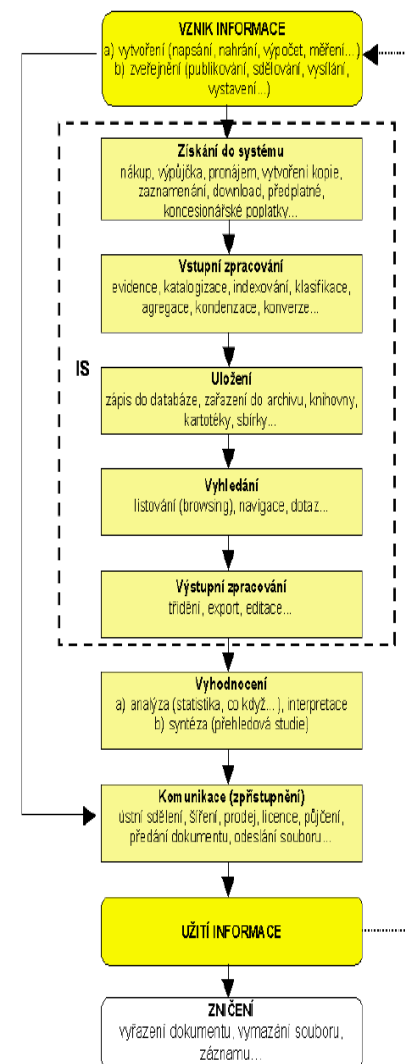 VZNIK INFORMACE
a) vytvoření (napsání, nahrání, výpočet, měření...)
b) zveřejnění (publikování, sdělování, vysílání,
vystavení...)
Získání do systému
nákup, výpůjčka, pronájem, vytvoření kopie,
zaznamenání, download, předplatné,
koncesionářské poplatky...
Vstupní zpracování
evidence, katalogizace, indexování, klasifikace,
agregace, kondenzace, konverze...
IS
Uložení
zápis do databáze, zařazení do archivu, knihovny,
kartotéky, sbírky...
Vyhledání
listování (browsing), navigace, dotaz...
Výstupní zpracování
třídění, export, editace...
Vyhodnocení
a) analýza (statistika, co když...), interpretace
b) syntéza (přehledová studie)
Komunikace (zpřístupnění)
ústní sdělení, šíření, prodej, licence, půjčení,
předání dokumentu, odeslání souboru...
UŽITÍ INFORMACE
ZNIČENÍ
vyřazení dokumentu, vymazání souboru,
záznamu...